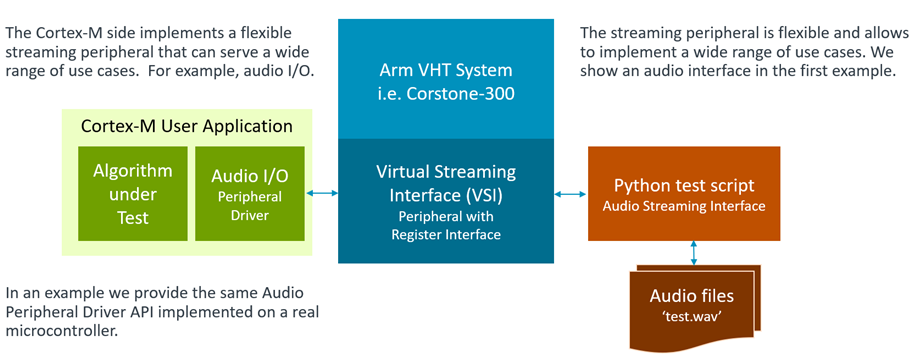 The Cortex-M side implements a flexible
streaming peripheral that can serve a wide
range of use cases.  For example, audio I/O.
Arm VHT System
i.e. Corstone-300
The streaming peripheral is flexible and allows
to implement a wide range of use cases. We
show an audio interface in the first example.
Cortex-M User Application
Algorithm
under
Test
Audio I/O
Peripheral
Driver
Virtual Streaming
Interface (VSI)
Peripheral with
Register Interface
Python test script
Audio Streaming Interface
Audio files
‘test.wav’
In an example we provide the same Audio
Peripheral Driver API implemented on a real
microcontroller.